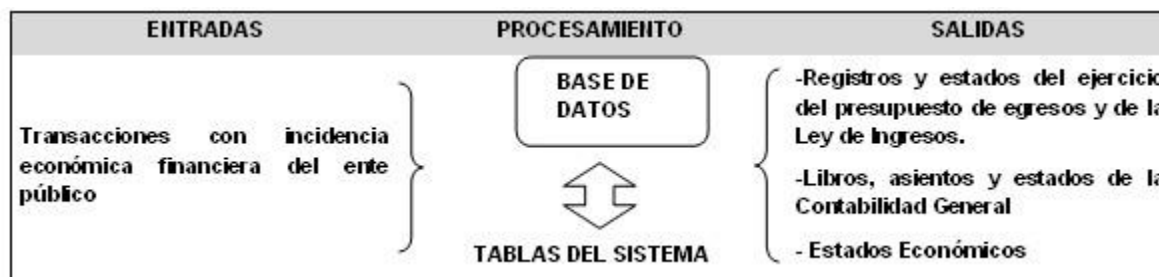 ENTRADAS PROCESAMIENTO SALIDAS
Transacciones con incidencia
económica financiera del ente
público
BASE DE
DATOS
TABLAS DEL SISTEMA
-Registros y estados del ejercicio
del presupuesto de egresos y de la
Ley de Ingresos.
-Libros, asientos y estados de la
Contabilidad General
- Estados Económicos